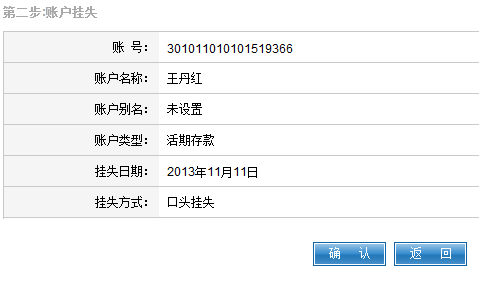 第二步:账户挂失
账 号： 301011010101519366
账户名称： 王丹红
账户别名： 未设置
账户类型： 活期存款
挂失日期： 2013年11月11日
挂失方式： 口头挂失
确 认 返 回